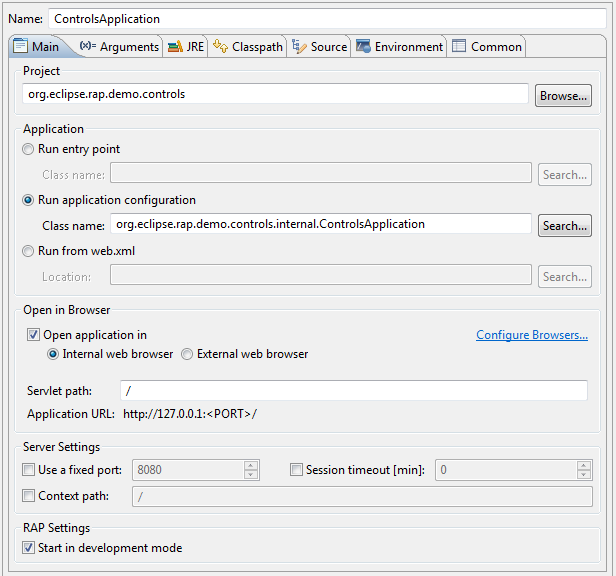 Name: ControlsApplication
Main (x)= Arguments JRE Classpath Source Environment Common
Project
org.eclipse.rap.demo.controls Browse...
Application
Run entry point
Class name: Search...
Run application configuration
Class name: org.eclipse.rap.demo.controls.internal.ControlsApplication Search...
Run from web.xml
Location: Search...
Open in Browser
Open application in Configure Browsers...
Internal web browser External web browser
Servlet path: /
Application URL: http://127.0.0.1:<PORT>/
Server Settings
Use a fixed port: 8080 Session timeout [min]: 0
Context path: /
RAP Settings
Start in development mode